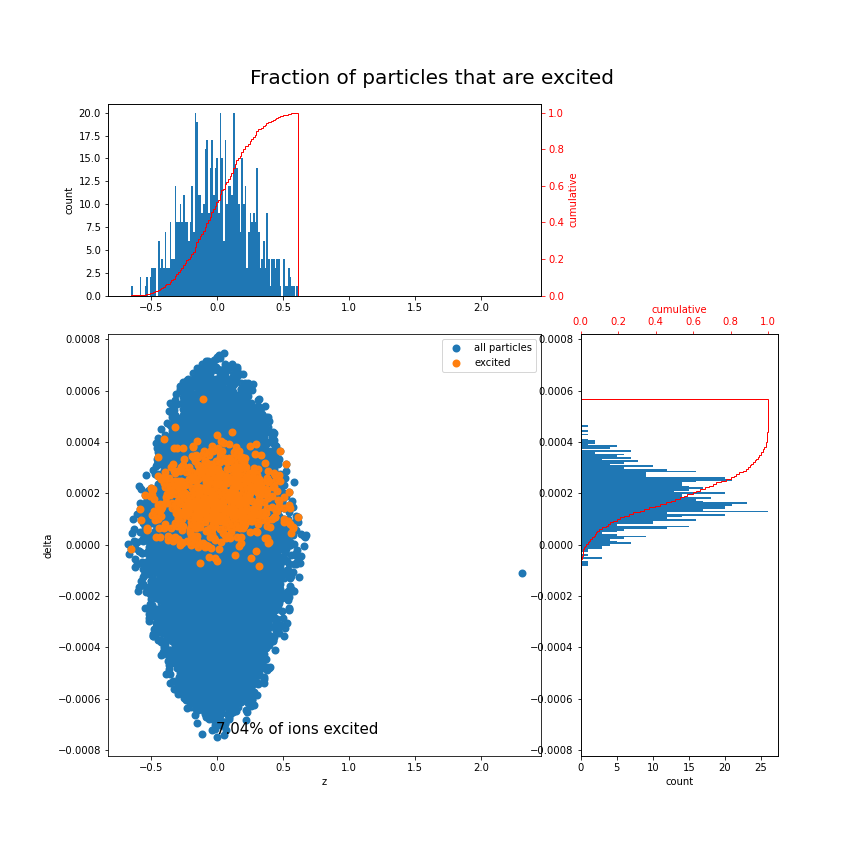 Fraction of particles that are excited
20.0
17.5
15.0
12.5
10.0
7.5
5.0
2.5
0.0
count
1.0
0.8
0.6
0.4
0.2
0.0
cumulative
−0.5 0.0 0.5 1.0 1.5 2.0
cumulative
0.0 0.2 0.4 0.6 0.8 1.0
all particles
excited
0.0008
0.0006
0.0004
0.0002
0.0000
−0.0002
−0.0004
−0.0006
−0.0008
delta
7.04% of ions excited
−0.5 0.0 0.5 1.0 1.5 2.0
z
0.0008
0.0006
0.0004
0.0002
0.0000
−0.0002
−0.0004
−0.0006
−0.0008
0 5 10 15 20 25
count